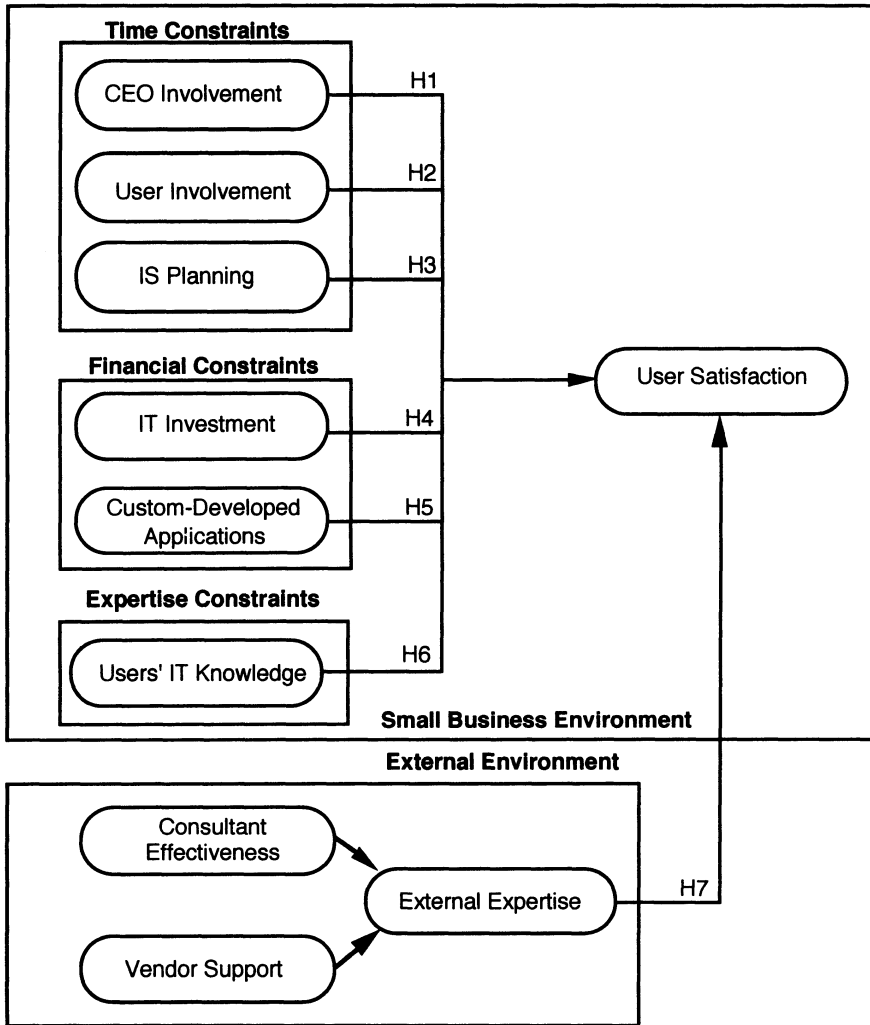 Time Constraints
CEO Involvement
H1
User Involvement
H2
IS Planning
H3
Financial Constraints
User Satisfaction
IT Investment
H4
Custom-Developed
Applications
H5
Expertise Constraints
Users' IT Knowledge
H6
Small Business Environment
External Environment
Consultant
Effectiveness
External Expertise
H7
Vendor Support